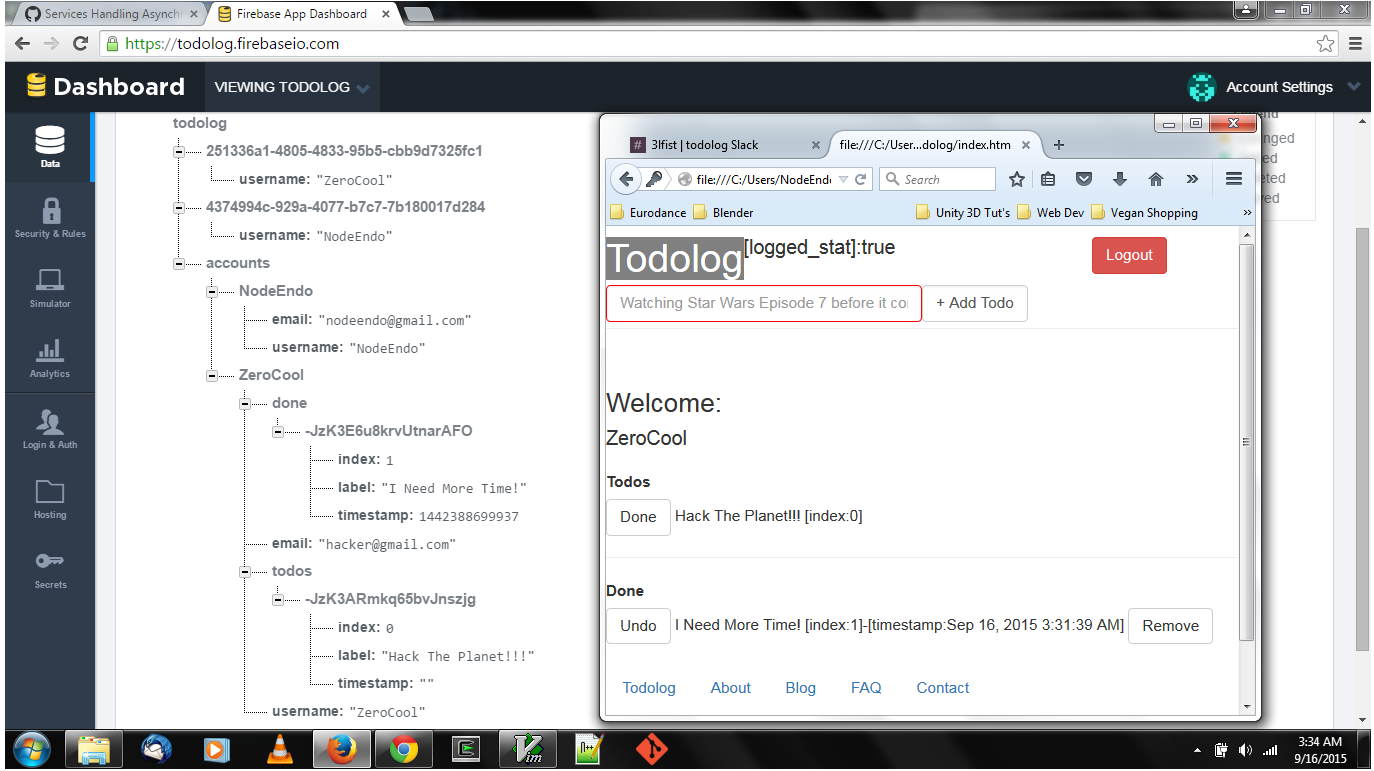 Services Handling Asynch
Firebase App Dashboard
https://todolog.firebaseio.com
Dashboard
VIEWING TODOLOG
Account Settings
Data
Security & Rules
Simulator
Analytics
Login & Auth
Hosting
Secrets
todolog
251336a1-4805-4833-95b5-cbb9d7325fc1
username: "ZeroCool"
4374994c-929a-4077-b7c7-7b180017d284
username: "NodeEndo"
accounts
NodeEndo
email: "nodeendo@gmail.com"
username: "NodeEndo"
ZeroCool
done
-JzK3E6u8krvUtnarAFO
index: 1
label: "I Need More Time!"
timestamp: 1442388699937
email: "hacker@gmail.com"
todos
-JzK3ARmkq65bvJnszjg
index: 0
label: "Hack The Planet!!!"
timestamp: ""
username: "ZeroCool"
# 3lfist | todolog Slack
file:///C:/User...dolog/index.htm
file:///C:/Users/NodeEndo
Search
Eurodance
Blender
Unity 3D Tut's
Web Dev
Vegan Shopping
Todolog[logged_stat]:true
Logout
Watching Star Wars Episode 7 before it co
+ Add Todo
Welcome:
ZeroCool
Todos
Done Hack The Planet!!! [index:0]
Done
Undo I Need More Time! [index:1]-[timestamp:Sep 16, 2015 3:31:39 AM] Remove
Todolog About Blog FAQ Contact
Vim
3:34 AM
9/16/2015